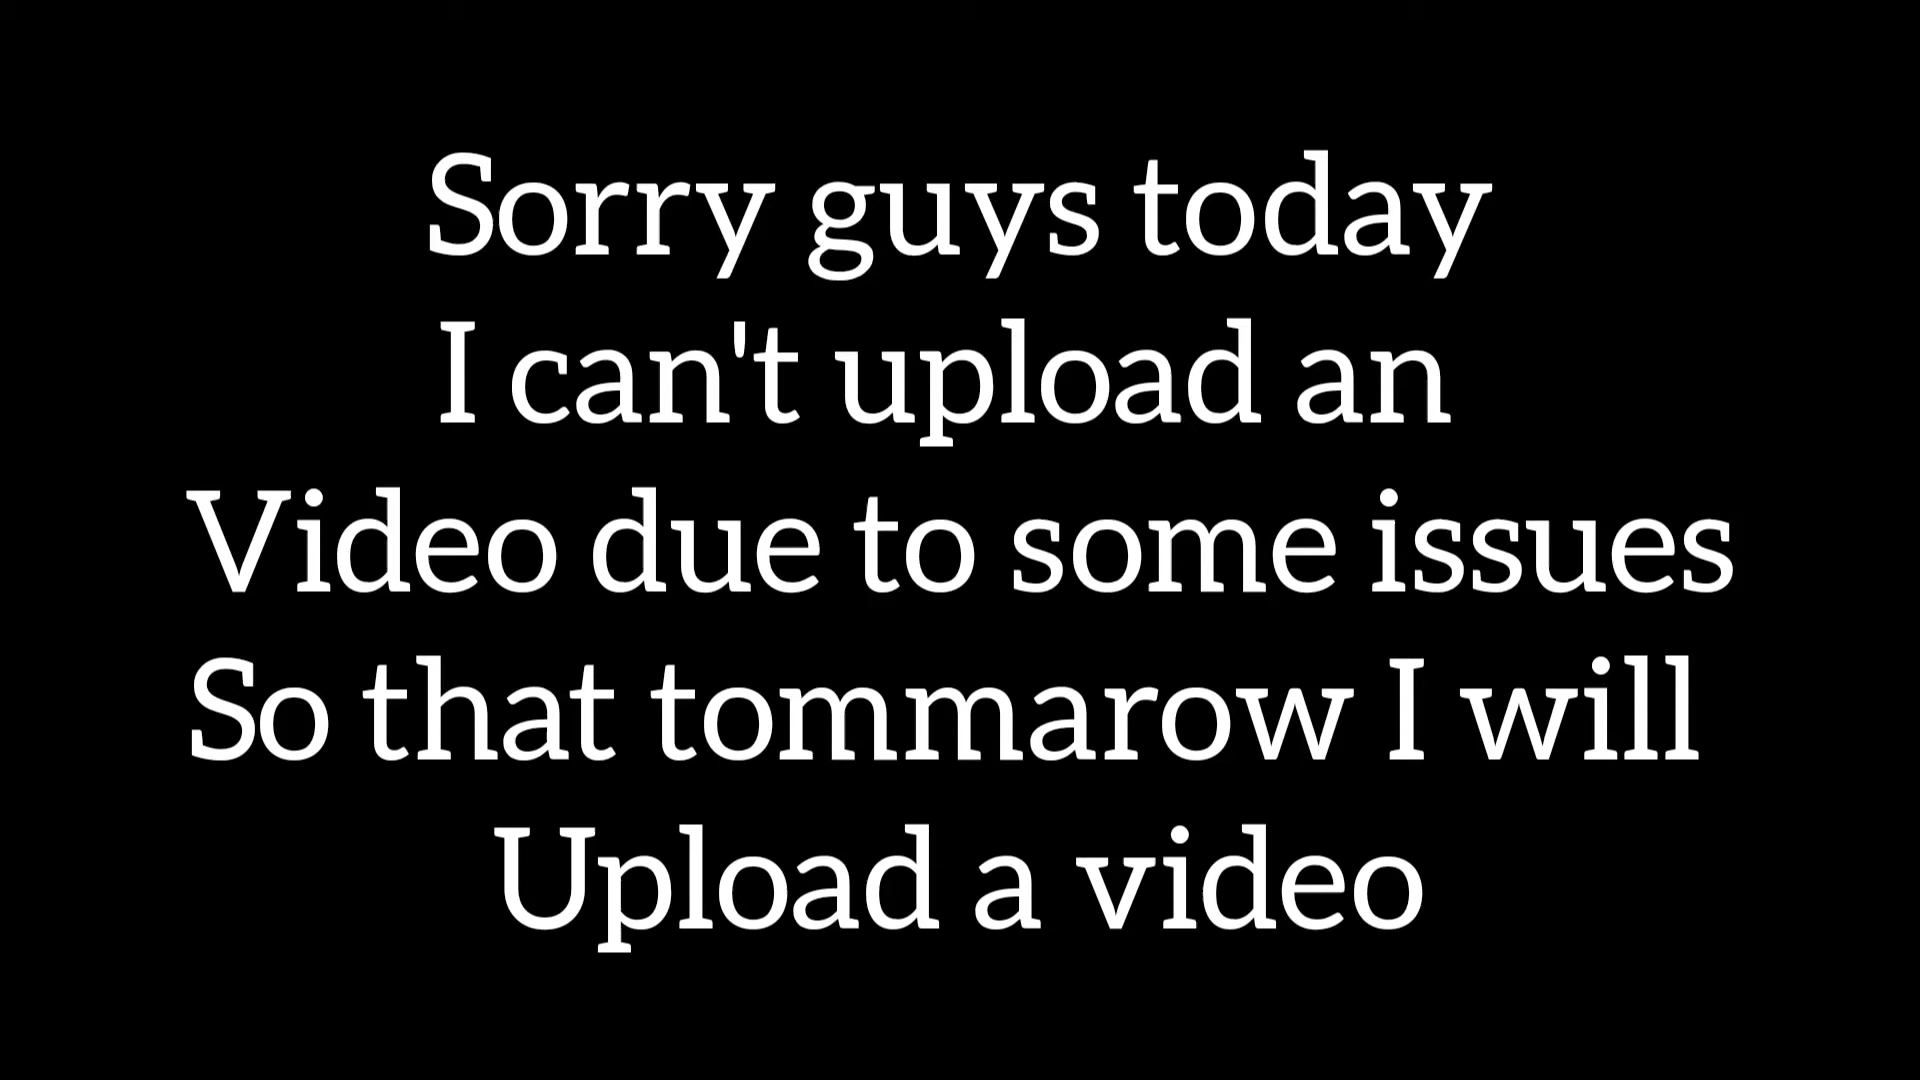 Sorry guys today
I can't upload an
Video due to some issues
So that tommarow I will
Upload a video